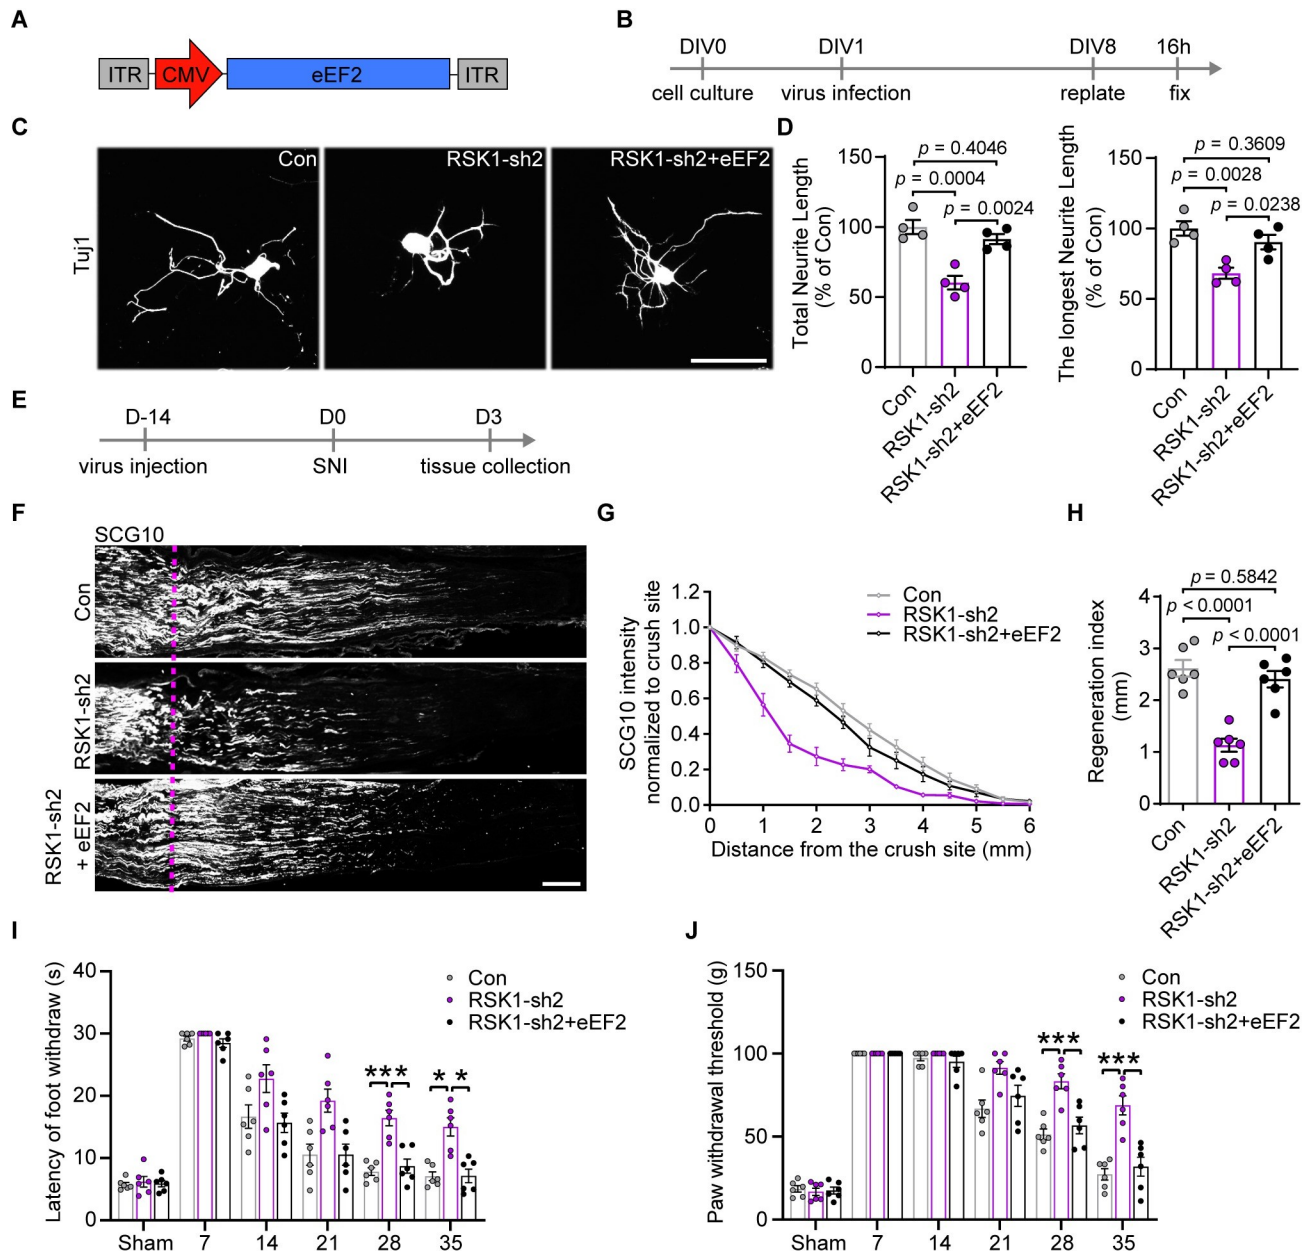 A
ITR
CMV
eEF2
ITR
B
DIV0
DIV1
DIV8
16h
cell culture
virus infection
replate
fix
C
Tuj1
Con
RSK1-sh2
RSK1-sh2+eEF2
D
Total Neurite Length
(% of Con)
150
100
50
0
p = 0.4046
p = 0.0004
p = 0.0024
Con
RSK1-sh2
RSK1-sh2+eEF2
The longest Neurite Length
(% of Con)
150
100
50
0
p = 0.3609
p = 0.0028
p = 0.0238
Con
RSK1-sh2
RSK1-sh2+eEF2
E
D-14
D0
D3
virus injection
SNI
tissue collection
F
SCG10
Con
RSK1-sh2
RSK1-sh2
+ eEF2
G
SCG10 intensity
normalized to crush site
1.2
1.0
0.8
0.6
0.4
0.2
0.0
0 1 2 3 4 5 6
Distance from the crush site (mm)
Con
RSK1-sh2
RSK1-sh2+eEF2
H
Regeneration index
(mm)
4
3
2
1
0
p = 0.5842
p < 0.0001
p < 0.0001
Con
RSK1-sh2
RSK1-sh2+eEF2
I
Latency of foot withdraw (s)
40
30
20
10
0
Con
RSK1-sh2
RSK1-sh2+eEF2
*** **
* *
Sham 7 14 21 28 35
J
Paw withdrawal threshold (g)
150
100
50
0
Con
RSK1-sh2
RSK1-sh2+eEF2
***
***
Sham 7 14 21 28 35